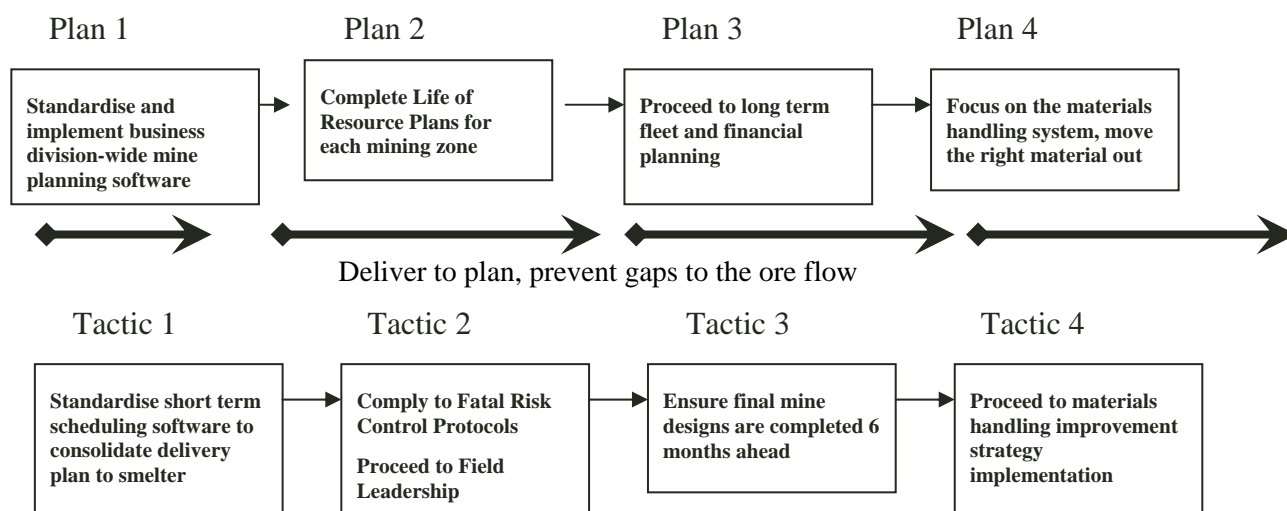 Plan 1
Plan 2
Plan 3
Plan 4
Standardise and
implement business
division-wide mine
planning software
Complete Life of
Resource Plans for
each mining zone
Proceed to long term
fleet and financial
planning
Focus on the materials
handling system, move
the right material out
Deliver to plan, prevent gaps to the ore flow
Tactic 1
Tactic 2
Tactic 3
Tactic 4
Standardise short term
scheduling software to
consolidate delivery
plan to smelter
Comply to Fatal Risk
Control Protocols
Proceed to Field
Leadership
Ensure final mine
designs are completed 6
months ahead
Proceed to materials
handling improvement
strategy
implementation